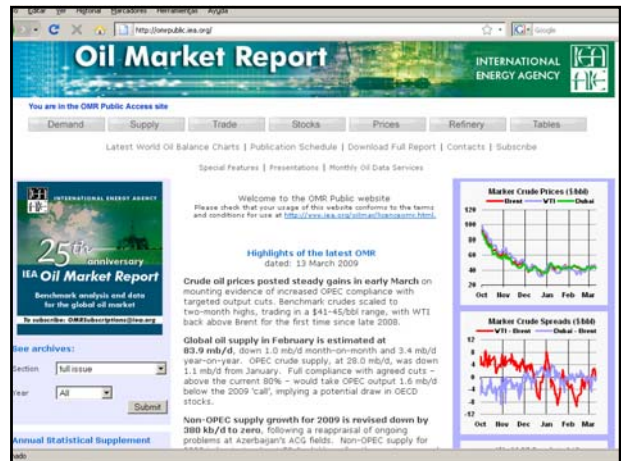 Editar Ver Historial Marcadores Herramientas Ayuda
http://omrpublic.iea.org/
Google
Oil Market Report
INTERNATIONAL
ENERGY AGENCY
You are in the OMR Public Access site
Demand Supply Trade Stocks Prices Refinery Tables
Latest World Oil Balance Charts | Publication Schedule | Download Full Report | Contacts | Subscribe
Special Features | Presentations | Monthly Oil Data Services
INTERNATIONAL ENERGY AGENCY
25th
anniversary
IEA Oil Market Report
Benchmark analysis and data
for the global oil market
To subscribe: OMRSubscriptions@iea.org
See archives:
Section full issue
Year All
Submit
Annual Statistical Supplement
Welcome to the OMR Public website
Please check that your usage of this website conforms to the terms
and conditions for use at http://www.iea.org/oilmar/licenceomr.html.
Highlights of the latest OMR
dated: 13 March 2009
Crude oil prices posted steady gains in early March on
mounting evidence of increased OPEC compliance with
targeted output cuts. Benchmark crudes scaled to
two-month highs, trading in a $41-45/bbl range, with WTI
back above Brent for the first time since late 2008.
Global oil supply in February is estimated at
83.9 mb/d, down 1.0 mb/d month-on-month and 3.4 mb/d
year-on-year. OPEC crude supply, at 28.0 mb/d, was down
1.1 mb/d from January. Full compliance with agreed cuts –
above the current 80% – would take OPEC output 1.6 mb/d
below the 2009 'call', implying a potential draw in OECD
stocks.
Non-OPEC supply growth for 2009 is revised down by
380 kb/d to zero, following a reappraisal of ongoing
problems at Azerbaijan's ACG fields. Non-OPEC supply for
Marker Crude Prices ($/bbl)
Brent WTI Dubai
120
100
80
60
40
20
Oct Nov Dec Jan Feb Mar
Marker Crude Spreads ($/bbl)
WTI - Brent Dubai - Brent
12
8
4
0
-4
-8
-12
Oct Nov Dec Jan Feb Mar